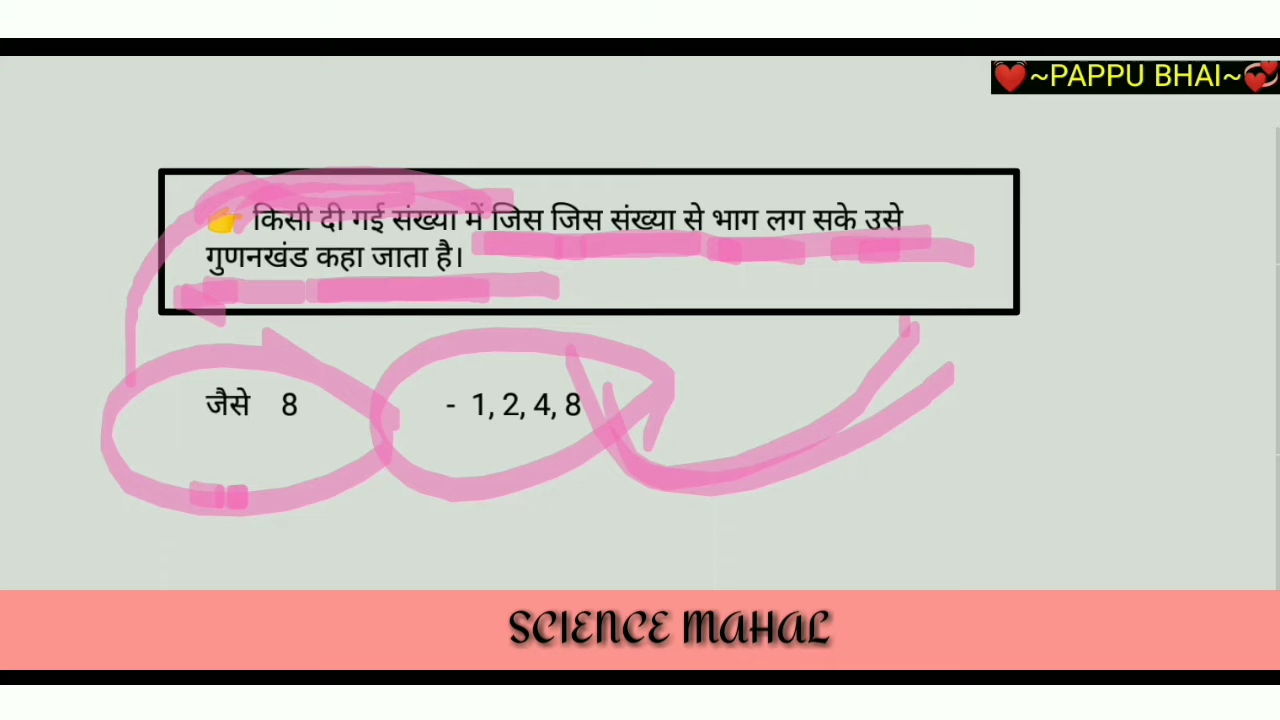 ❤️~PAPPU BHAI~💞
👉 किसी दी गई संख्या में जिस जिस संख्या से भाग लग सके उसे
गुणनखंड कहा जाता है।
जैसे 8 - 1, 2, 4, 8
SCIENCE MAHAL